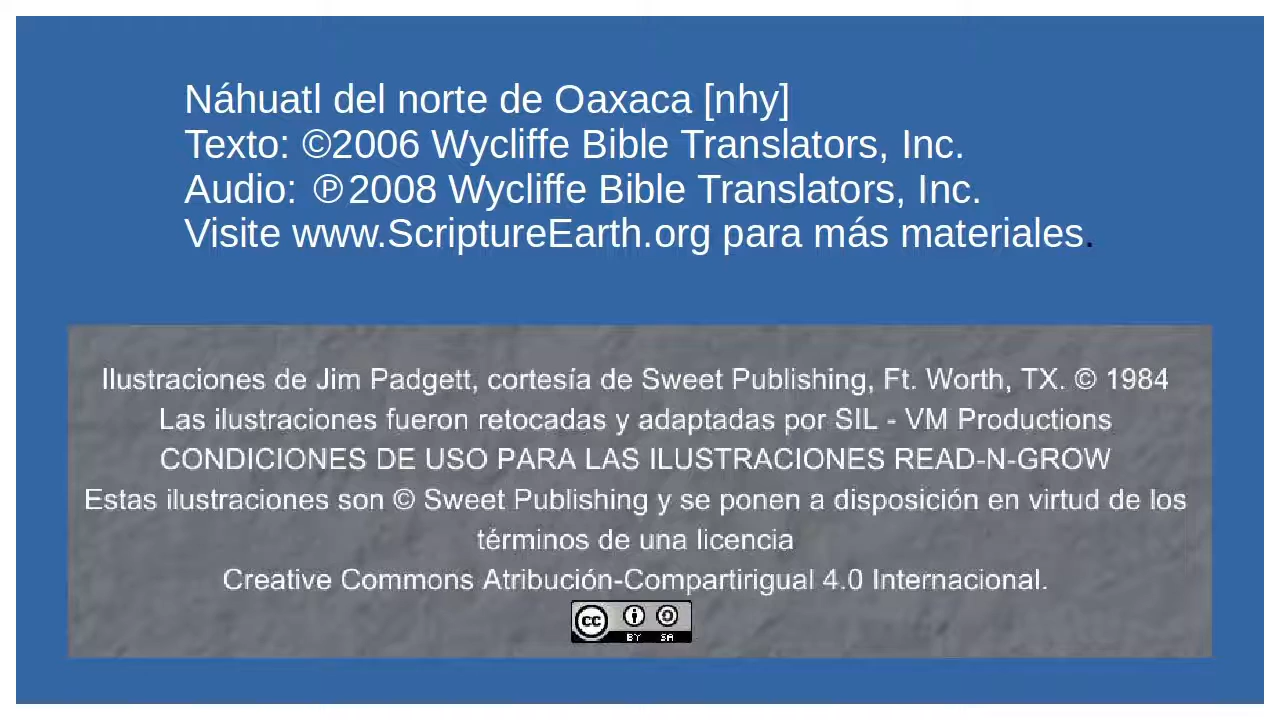 Náhuatl del norte de Oaxaca [nhy]
Texto: ©2006 Wycliffe Bible Translators, Inc.
Audio: ℗2008 Wycliffe Bible Translators, Inc.
Visite www.ScriptureEarth.org para más materiales.
Ilustraciones de Jim Padgett, cortesía de Sweet Publishing, Ft. Worth, TX. © 1984
Las ilustraciones fueron retocadas y adaptadas por SIL - VM Productions
CONDICIONES DE USO PARA LAS ILUSTRACIONES READ-N-GROW
Estas ilustraciones son © Sweet Publishing y se ponen a disposición en virtud de los
términos de una licencia
Creative Commons Atribución-Compartirigual 4.0 Internacional.
cc
BY SA